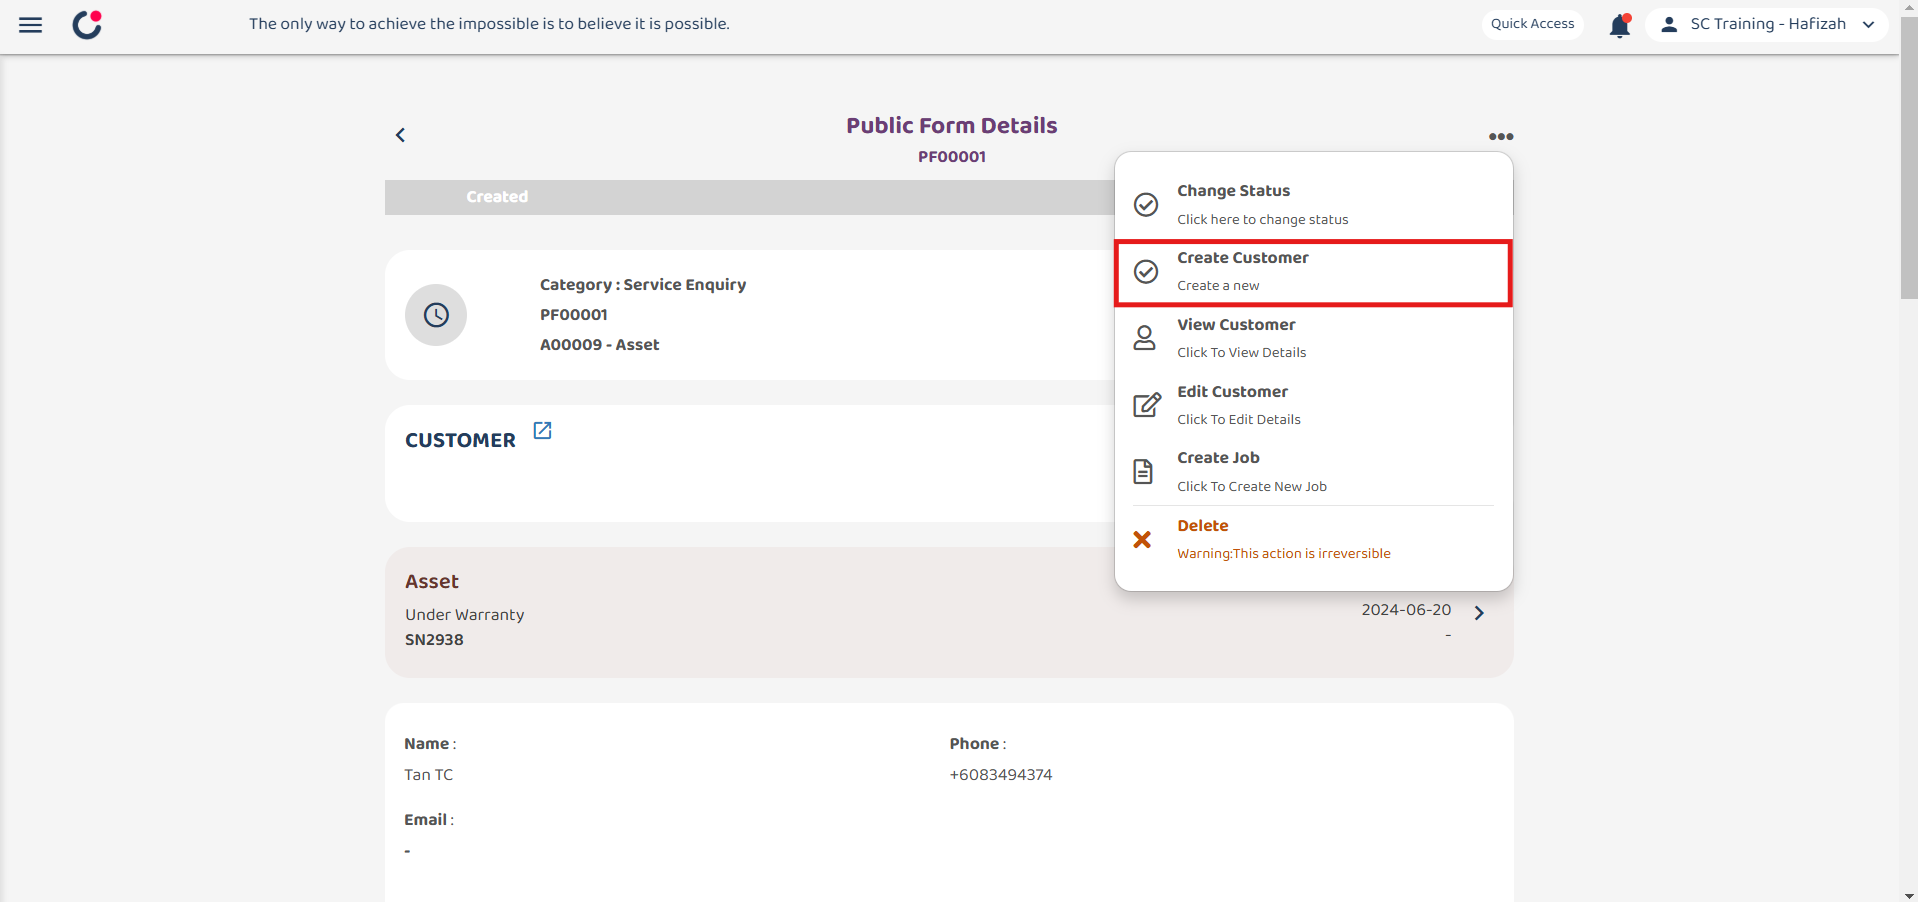 The only way to achieve the impossible is to believe it is possible.
Quick Access
SC Training - Hafizah
Public Form Details
PF00001
Created
Change Status
Click here to change status
Create Customer
Create a new
View Customer
Click To View Details
Edit Customer
Click To Edit Details
Create Job
Click To Create New Job
Delete
Warning:This action is irreversible
Category : Service Enquiry
PF00001
A00009 - Asset
CUSTOMER
Asset
Under Warranty
SN2938
2024-06-20
-
Name :
Tan TC
Phone :
+6083494374
Email :
-